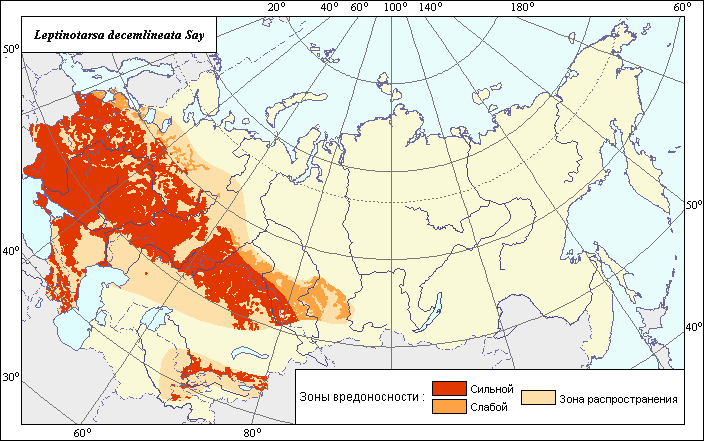 20° 40° 60° 100° 140° 180° 60°
Leptinotarsa decemlineata Say
50°
50°
40°
40°
30°
Зоны вредоносности :
Сильной
Слабой
Зона распространения
60° 80°